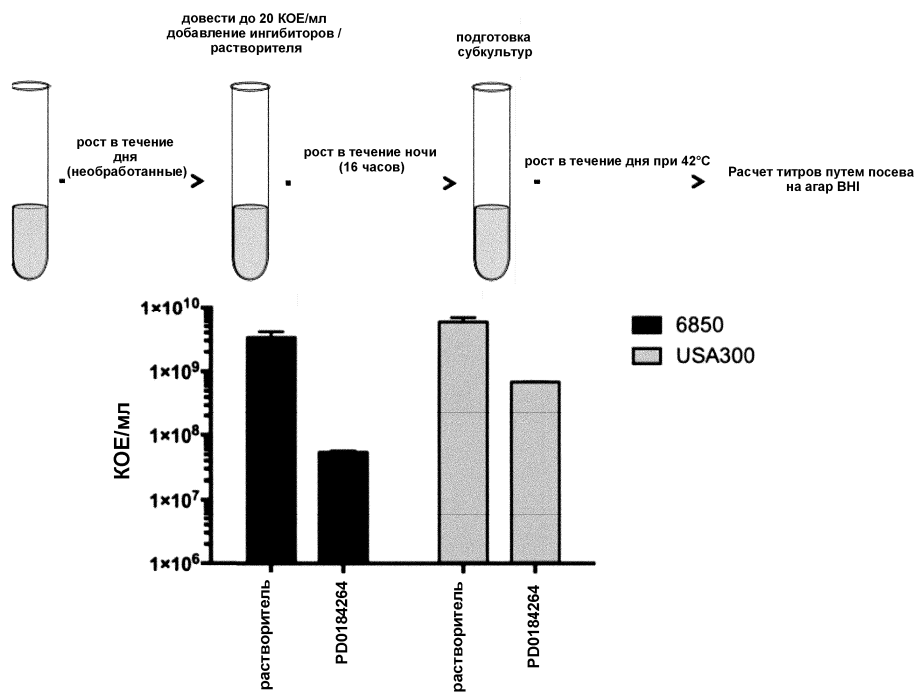 довести до 20 КОЕ/мл
добавление ингибиторов /
растворителя
подготовка
субкультур
рост в течение
дня
(необработанные)
рост в течение ночи
(16 часов)
рост в течение дня при 42°C
Расчет титров путем посева
на агар BHI
1×10¹⁰
1×10⁹
1×10⁸
1×10⁷
1×10⁶
КОЕ/мл
6850
USA300
растворитель
PD0184264
растворитель
PD0184264